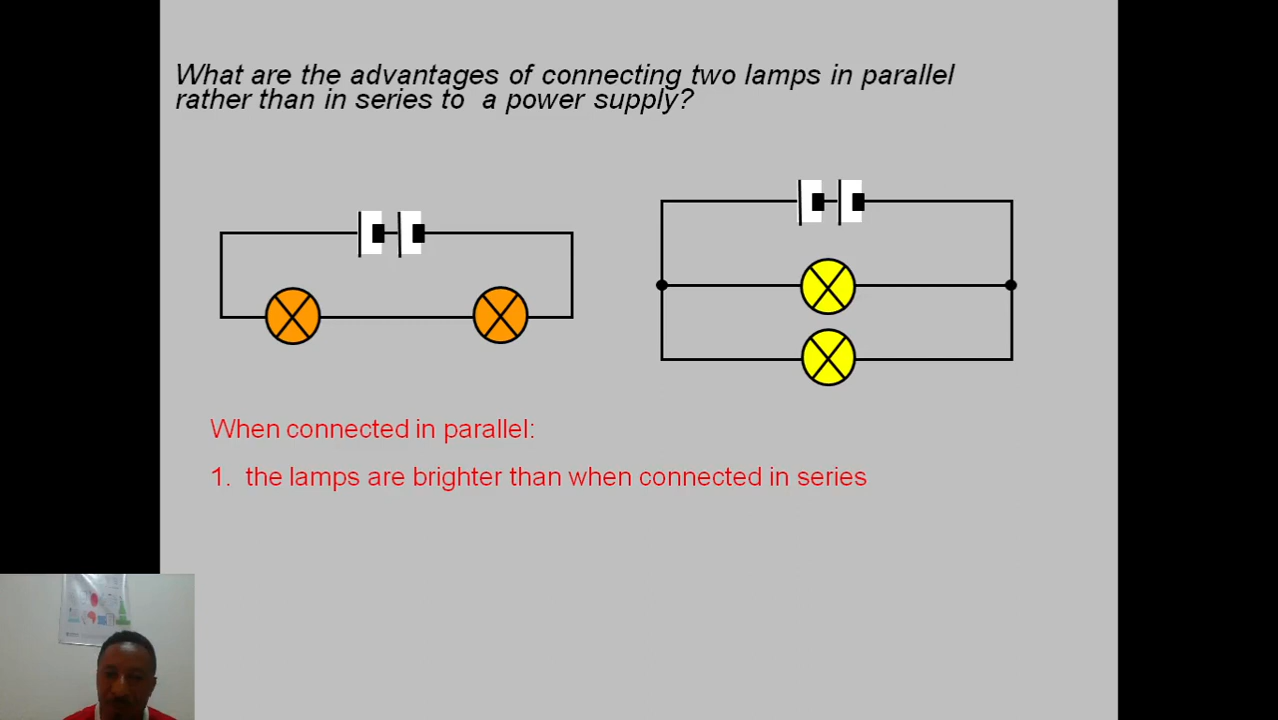 What are the advantages of connecting two lamps in parallel
rather than in series to a power supply?
When connected in parallel:
1. the lamps are brighter than when connected in series